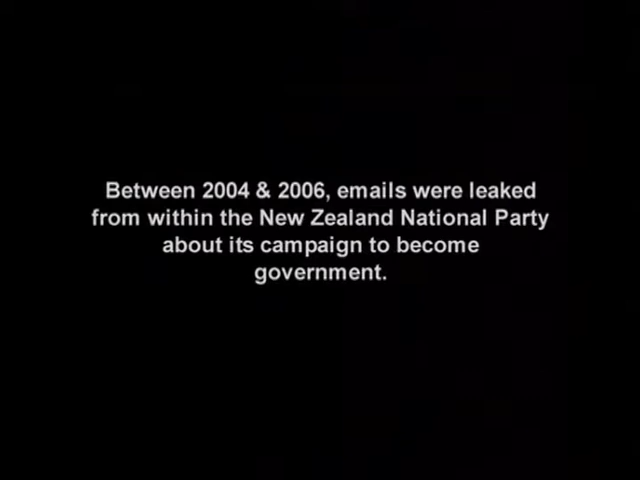 Between 2004 & 2006, emails were leaked
from within the New Zealand National Party
about its campaign to become
government.